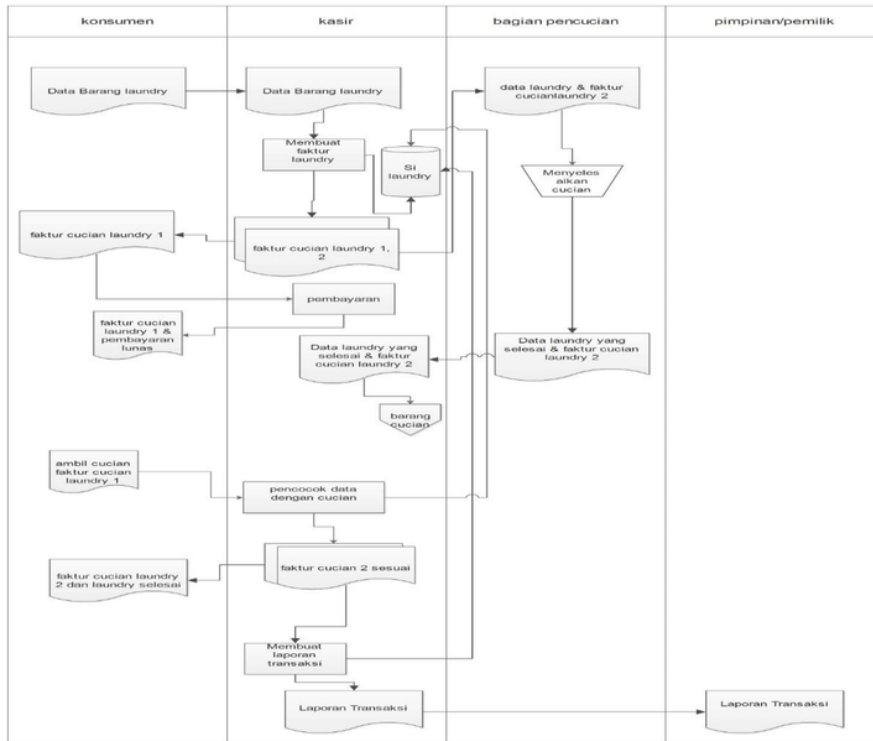 konsumen
kasir
bagian pencucian
pimpinan/pemilik
Data Barang laundry
Data Barang laundry
data laundry & faktur
cucianlaundry 2
Membuat
faktur
laundry
Si
laundry
Menyeles
aikan
cucian
faktur cucian laundry 1
faktur cucian laundry 1,
2
pembayaran
faktur cucian
laundry 1 &
pembayaran
lunas
Data laundry yang
selesai & faktur
cucian laundry 2
Data laundry yang
selesai & faktur cucian
laundry 2
barang
cucian
ambil cucian
faktur cucian
laundry 1
pencocok data
dengan cucian
faktur cucian laundry
2 dan laundry selesai
faktur cucian 2 sesuai
Membuat
laporan
transaksi
Laporan Transaksi
Laporan Transaksi